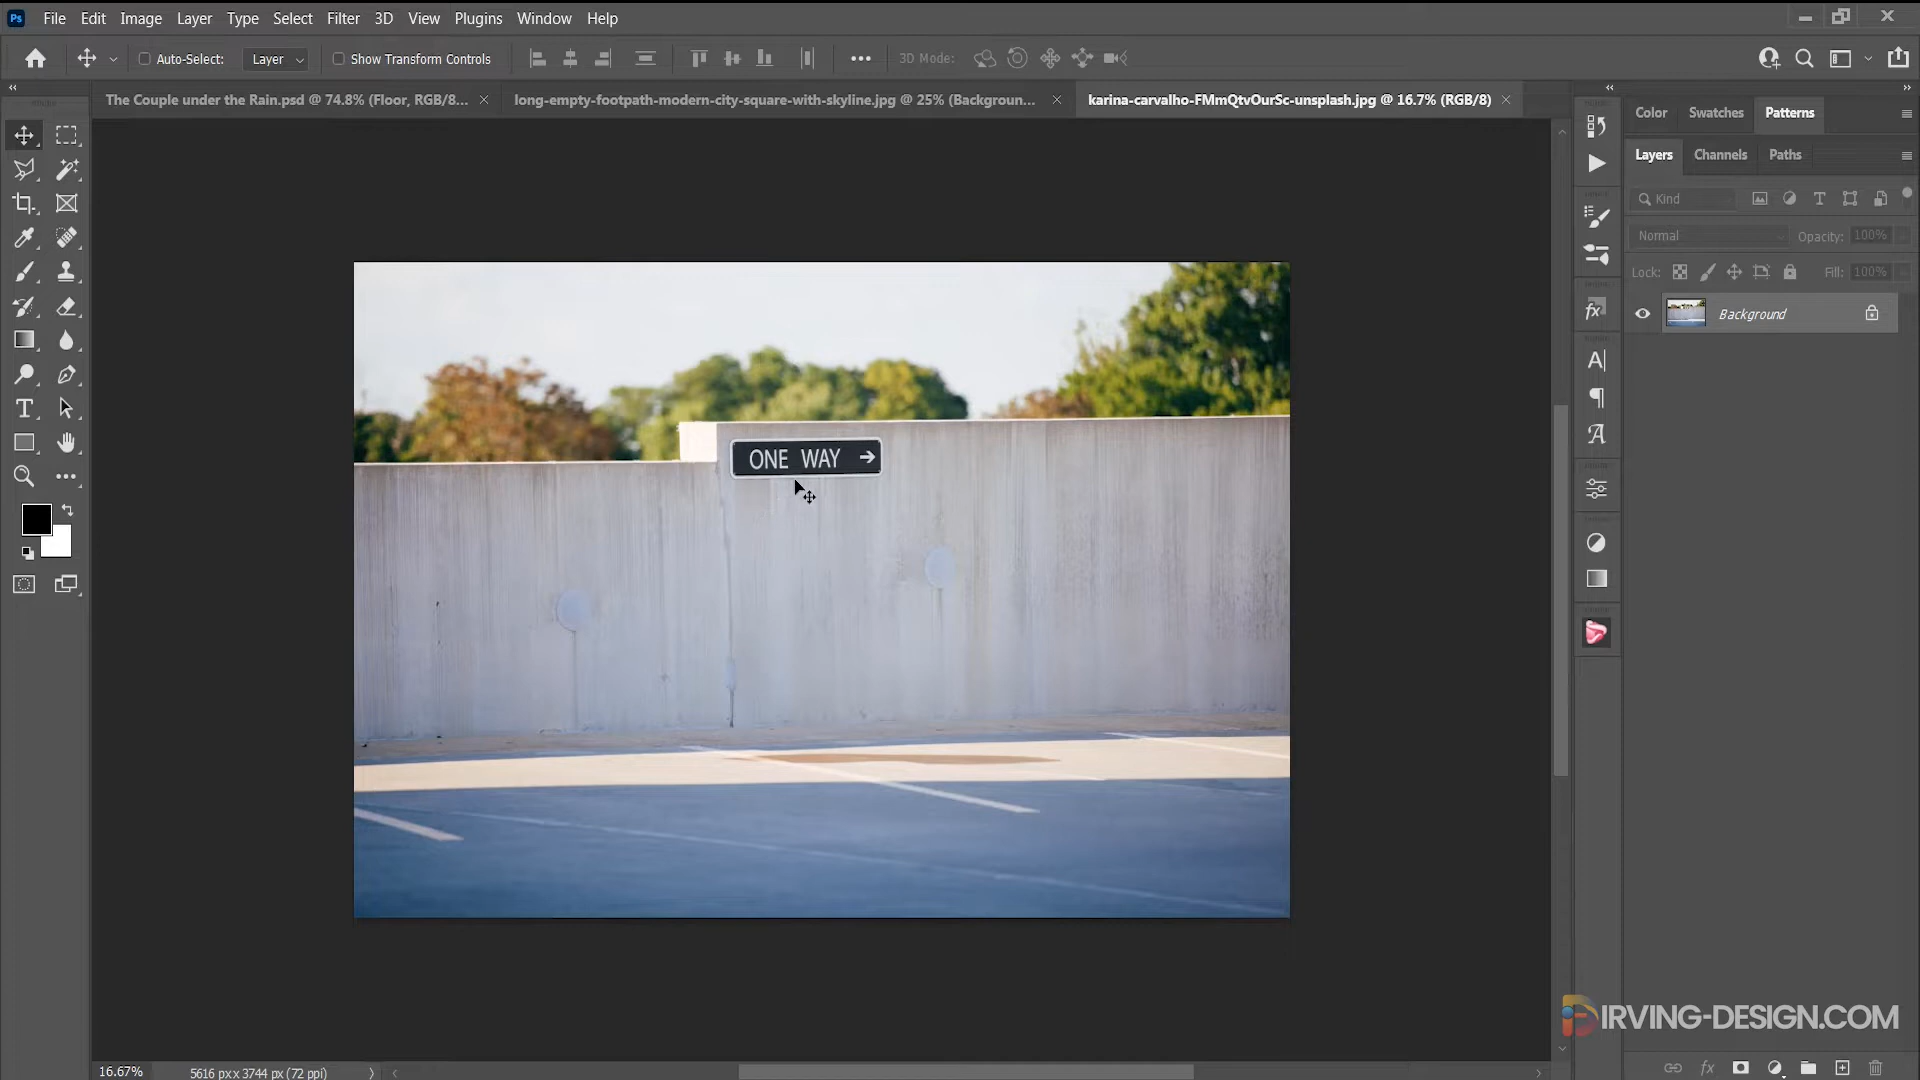 Ps File Edit Image Layer Type Select Filter 3D View Plugins Window Help
Auto-Select: Layer Show Transform Controls 3D Mode:
The Couple under the Rain.psd @ 74.8% (Floor, RGB/8... long-empty-footpath-modern-city-square-with-skyline.jpg @ 25% (Backgroun... karina-carvalho-FMmQtvOurSc-unsplash.jpg @ 16.7% (RGB/8)
Color Swatches Patterns
Layers Channels Paths
Kind
Normal Opacity: 100%
Lock: Fill: 100%
Background
ONE WAY →
IRVING-DESIGN.COM
16.67% 5616 px x 3744 px (72 ppi)